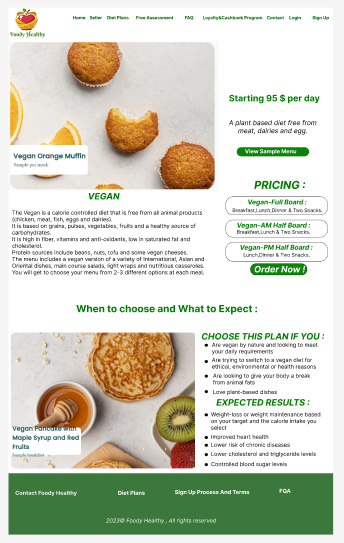 Foody Healthy
Home Seller Diet Plans Free Assessment FAQ Loyalty&Cashback Program Contact Login Sign Up
Vegan Orange Muffin
Sample pm snack
Starting 95 $ per day
A plant based diet free from
meat, dairies and egg.
View Sample Menu
VEGAN
The Vegan is a calorie controlled diet that is free from all animal products
(chicken, meat, fish, eggs and dairies).
It is based on grains, pulses, vegetables, fruits and a healthy source of
carbohydrates.
It is high in fiber, vitamins and anti-oxidants, low in saturated fat and
cholesterol.
Protein sources include beans, nuts, tofu and some vegan cheeses.
The menu includes a vegan version of a variety of International, Asian and
Oriental dishes, main course salads, light wraps and nutritious casseroles.
You will get to choose your menu from 2-3 different options at each meal.
PRICING :
Vegan-Full Board :
Breakfast,Lunch,Dinner & Two Snacks.
Vegan-AM Half Board :
Breakfast,Lunch & Two Snacks.
Vegan-PM Half Board :
Lunch,Dinner & Two Snacks.
Order Now !
When to choose and What to Expect :
Vegan Pancake with
Maple Syrup and Red
Fruits
Sample breakfast
CHOOSE THIS PLAN IF YOU :
Are vegan by nature and looking to meet
your daily requirements
Are trying to switch to a vegan diet for
ethical, environmental or health reasons
Are looking to give your body a break
from animal fats
Love plant-based dishes
EXPECTED RESULTS :
Weight-loss or weight maintenance based
on your target and the calorie intake you
select
Improved heart health
Lower risk of chronic diseases
Lower cholesterol and triglyceride levels
Controlled blood sugar levels
Contact Foody Healthy Diet Plans Sign Up Process And Terms FQA
2023© Foody Healthy , All rights reserved